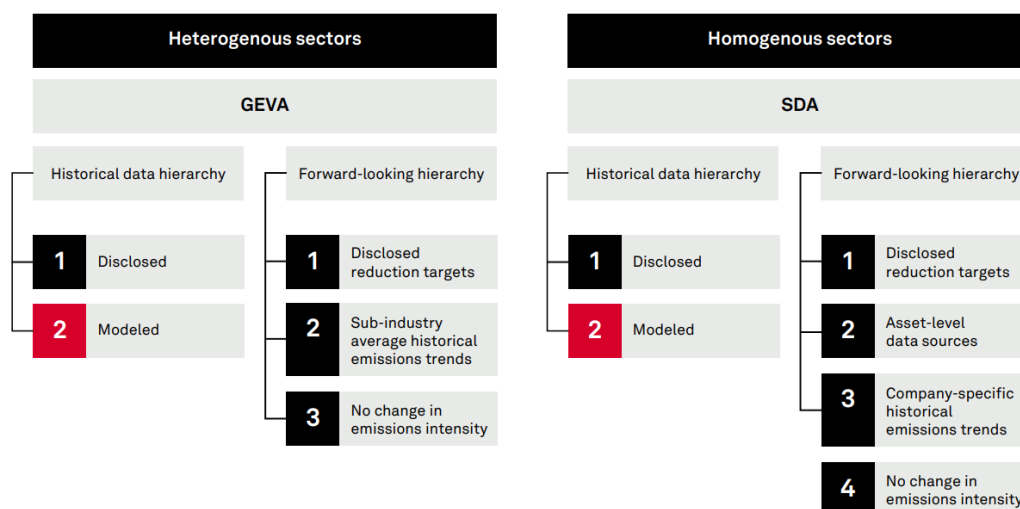 Heterogenous sectors
GEVA
Historical data hierarchy
1 Disclosed
2 Modeled
Forward-looking hierarchy
1 Disclosed
reduction targets
2 Sub-industry
average historical
emissions trends
3 No change in
emissions intensity
Homogenous sectors
SDA
Historical data hierarchy
1 Disclosed
2 Modeled
Forward-looking hierarchy
1 Disclosed
reduction targets
2 Asset-level
data sources
3 Company-specific
historical
emissions trends
4 No change in
emissions intensity